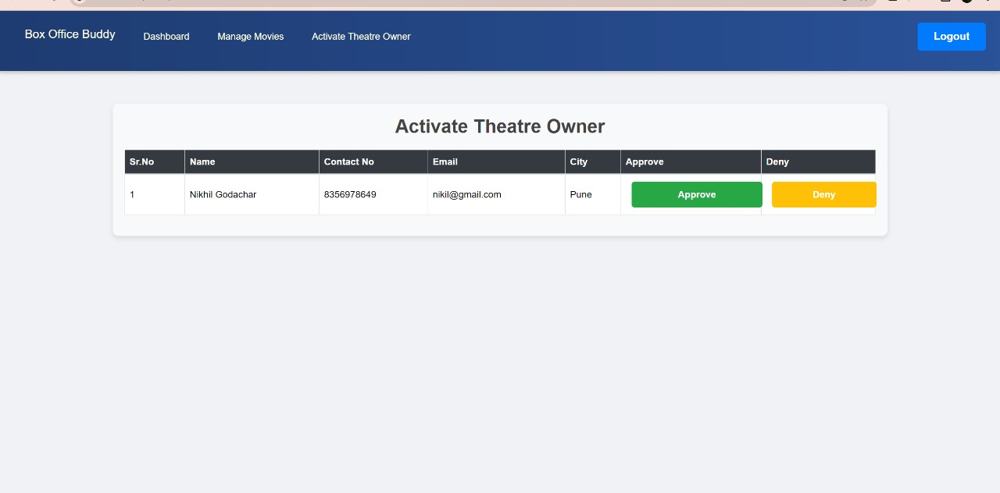 Box Office Buddy Dashboard Manage Movies Activate Theatre Owner Logout
Activate Theatre Owner
Sr.No Name Contact No Email City Approve Deny
1 Nikhil Godachar 8356978649 nikil@gmail.com Pune Approve Deny